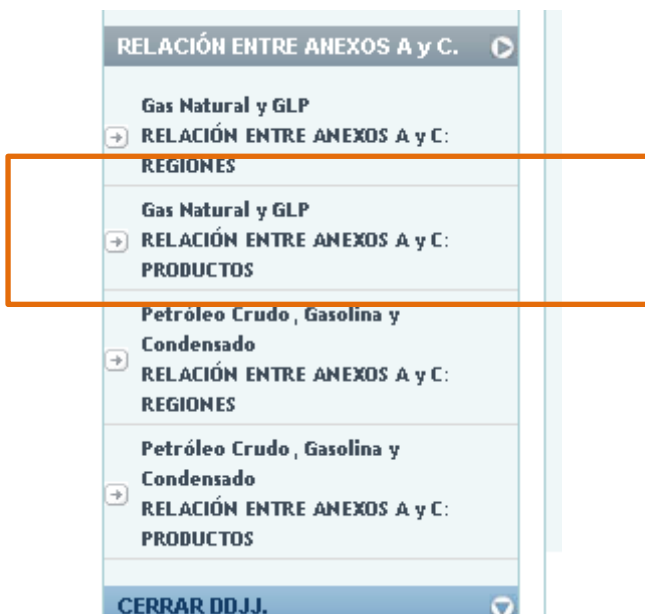 RELACIÓN ENTRE ANEXOS A y C.
Gas Natural y GLP
RELACIÓN ENTRE ANEXOS A y C:
REGIONES
Gas Natural y GLP
RELACIÓN ENTRE ANEXOS A y C:
PRODUCTOS
Petróleo Crudo, Gasolina y
Condensado
RELACIÓN ENTRE ANEXOS A y C:
REGIONES
Petróleo Crudo, Gasolina y
Condensado
RELACIÓN ENTRE ANEXOS A y C:
PRODUCTOS
CERRAR DDJJ.